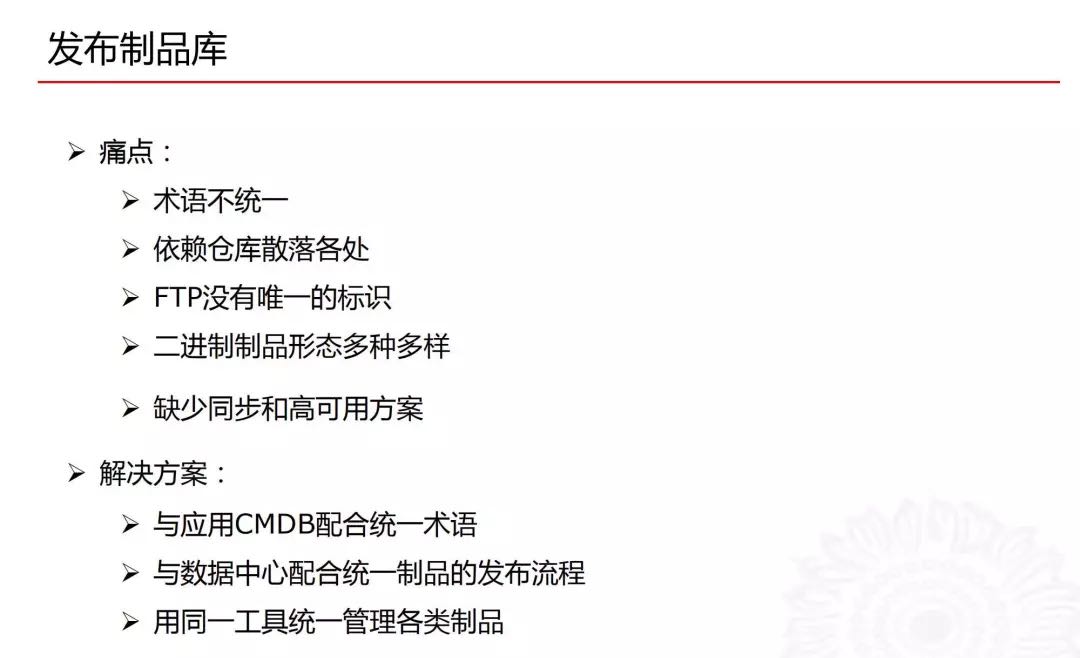 发布制品库
痛点：
术语不统一
依赖仓库散落各处
FTP没有唯一的标识
二进制制品形态多种多样
缺少同步和高可用方案
解决方案：
与应用CMDB配合统一术语
与数据中心配合统一制品的发布流程
用同一工具统一管理各类制品